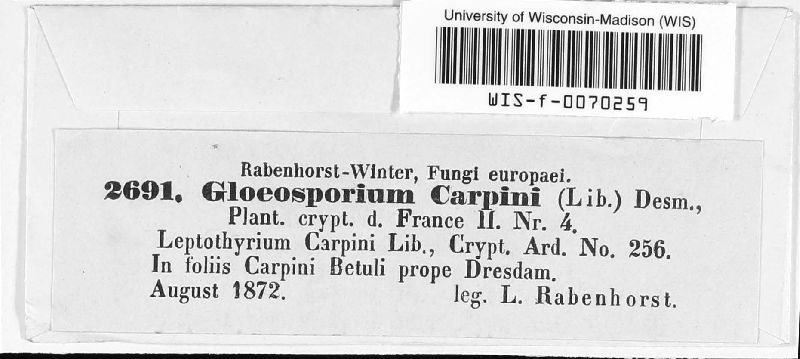 University of Wisconsin-Madison (WIS)
WIS-f-0070259
Rabenhorst-Winter, Fungi europaei.
2691. Gloeosporium Carpini (Lib.) Desm.,
Plant. crypt. d. France II. Nr. 4.
Leptothyrium Carpini Lib., Crypt. Ard. No. 256.
In foliis Carpini Betuli prope Dresdam.
August 1872. leg. L. Rabenhorst.